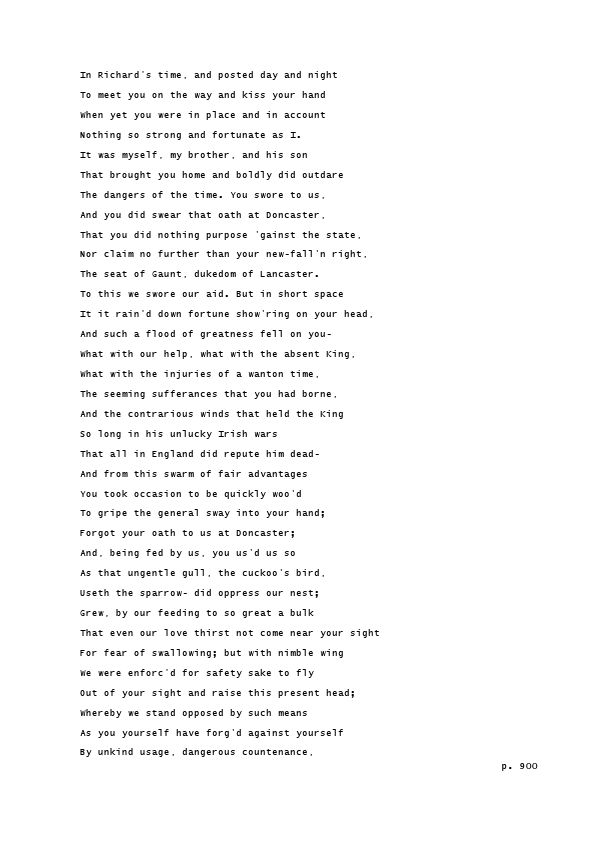 In Richard's time, and posted day and night
To meet you on the way and kiss your hand
When yet you were in place and in account
Nothing so strong and fortunate as I.
It was myself, my brother, and his son
That brought you home and boldly did outdare
The dangers of the time. You swore to us,
And you did swear that oath at Doncaster,
That you did nothing purpose 'gainst the state,
Nor claim no further than your new-fall'n right,
The seat of Gaunt, dukedom of Lancaster.
To this we swore our aid. But in short space
It it rain'd down fortune show'ring on your head,
And such a flood of greatness fell on you-
What with our help, what with the absent King,
What with the injuries of a wanton time,
The seeming sufferances that you had borne,
And the contrarious winds that held the King
So long in his unlucky Irish wars
That all in England did repute him dead-
And from this swarm of fair advantages
You took occasion to be quickly woo'd
To gripe the general sway into your hand;
Forgot your oath to us at Doncaster;
And, being fed by us, you us'd us so
As that ungentle gull, the cuckoo's bird,
Useth the sparrow- did oppress our nest;
Grew, by our feeding to so great a bulk
That even our love thirst not come near your sight
For fear of swallowing; but with nimble wing
We were enforc'd for safety sake to fly
Out of your sight and raise this present head;
Whereby we stand opposed by such means
As you yourself have forg'd against yourself
By unkind usage, dangerous countenance,
p. 900